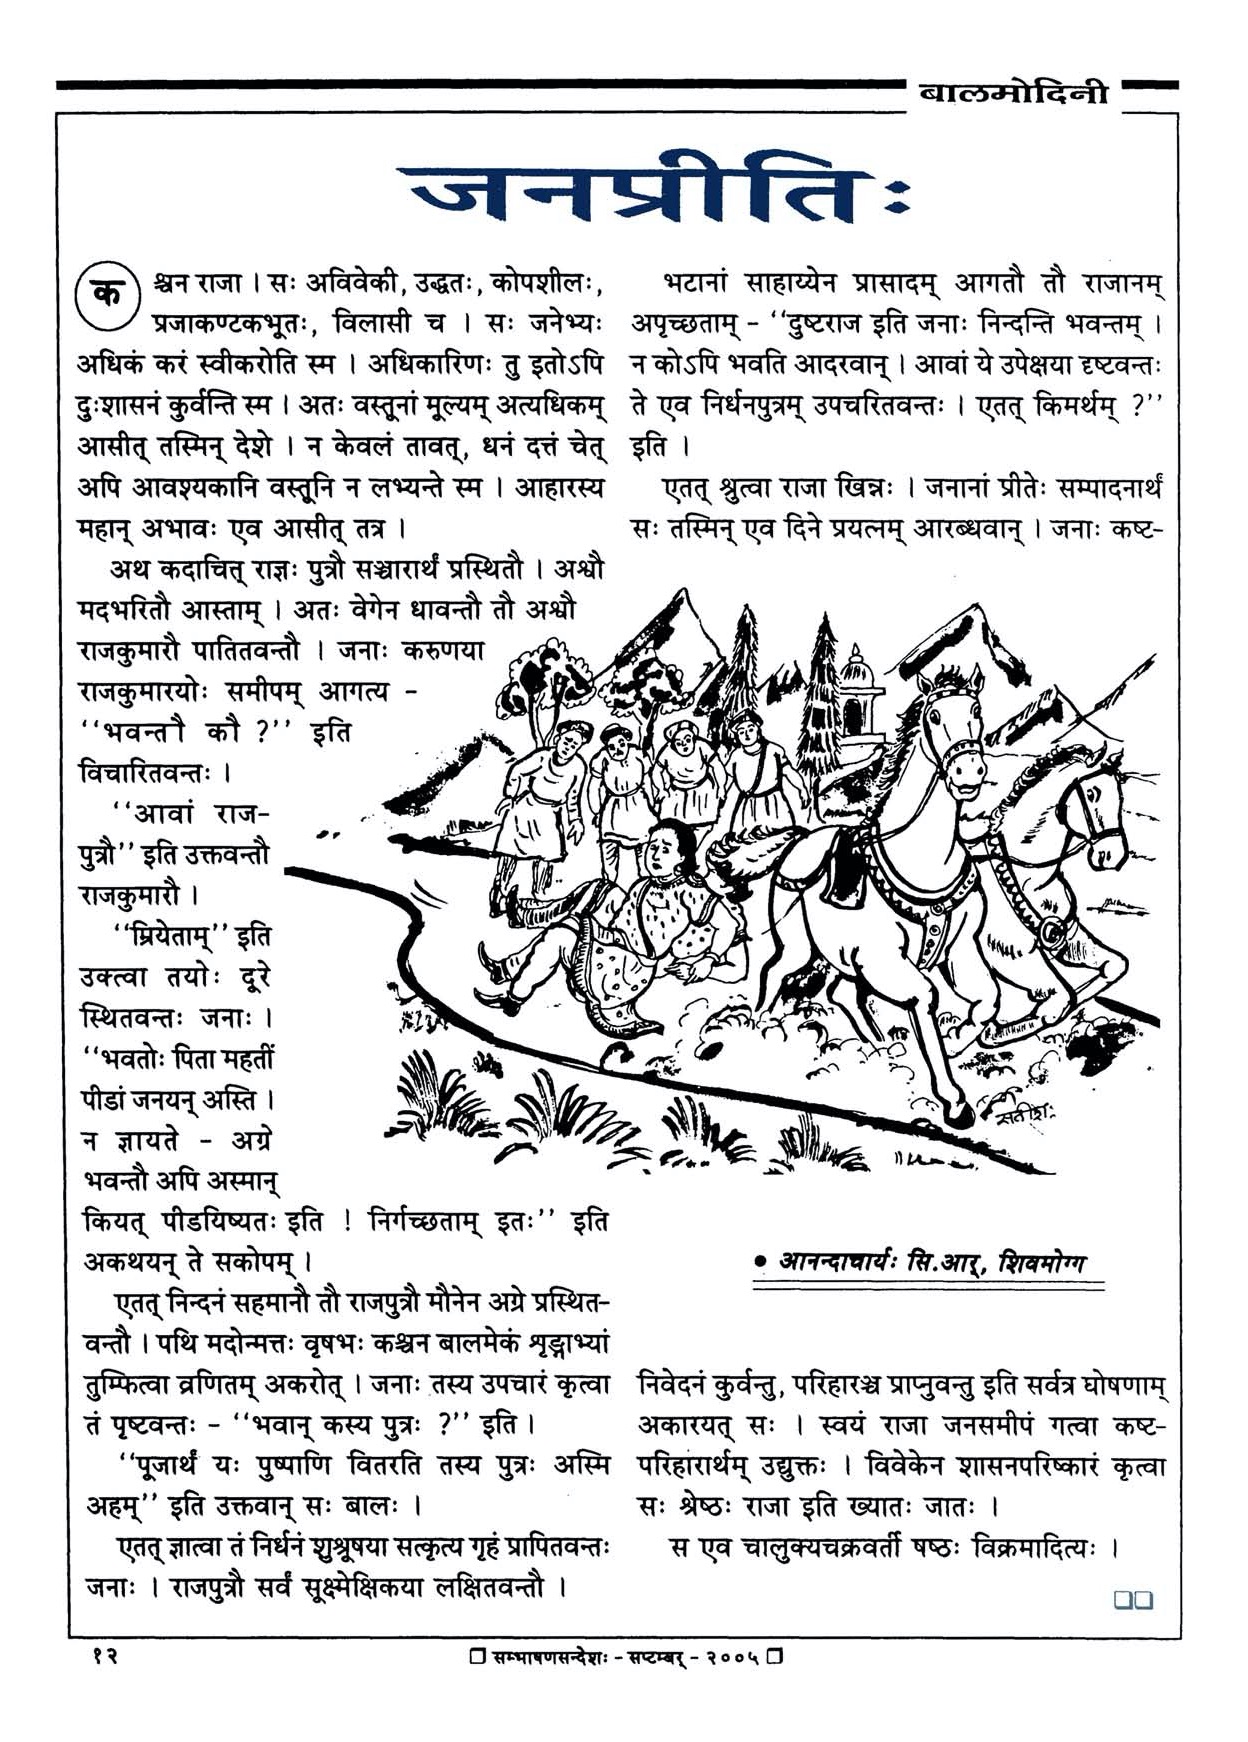 बालमोदिनी
जनप्रीतिः
कश्चन राजा । सः अविवेकी, उद्धतः, कोपशीलः,
प्रजाकण्टकभूतः, विलासी च । सः जनेभ्यः
अधिकं करं स्वीकरोति स्म । अधिकारिणः तु इतोऽपि
दुःशासनं कुर्वन्ति स्म । अतः वस्तूनां मूल्यम् अत्यधिकम्
आसीत् तस्मिन् देशे । न केवलं तावत्, धनं दत्तं चेत्
अपि आवश्यकानि वस्तूनि न लभ्यन्ते स्म । आहारस्य
महान् अभावः एव आसीत् तत्र ।
अथ कदाचित् राज्ञः पुत्रौ सञ्चारार्थं प्रस्थितौ । अश्वौ
मदभरितौ आस्ताम् । अतः वेगेन धावन्तौ तौ अश्वौ
राजकुमारौ पातितवन्तौ । जनाः करुणया
राजकुमारयोः समीपम् आगत्य -
‘‘भवन्तौ कौ ?’’ इति
विचारितवन्तः ।
‘‘आवां राज-
पुत्रौ’’ इति उक्तवन्तौ
राजकुमारौ ।
‘‘म्रियेताम्’’ इति
उक्त्वा तयोः दूरे
स्थितवन्तः जनाः ।
‘‘भवतोः पिता महतीं
पीडां जनयन् अस्ति ।
न ज्ञायते - अग्रे
भवन्तौ अपि अस्मान्
कियत् पीडयिष्यतः इति ! निर्गच्छताम् इतः’’ इति
अकथयन् ते सकोपम् ।
एतत् निन्दनं सहमानौ तौ राजपुत्रौ मौनेन अग्रे प्रस्थित-
वन्तौ । पथि मदोन्मत्तः वृषभः कश्चन बालमेकं शृङ्गाभ्यां
तुम्फित्वा व्रणितम् अकरोत् । जनाः तस्य उपचारं कृत्वा
तं पृष्टवन्तः - ‘‘भवान् कस्य पुत्रः ?’’ इति ।
‘‘पूजार्थं यः पुष्पाणि वितरति तस्य पुत्रः अस्मि
अहम्’’ इति उक्तवान् सः बालः ।
एतत् ज्ञात्वा तं निर्धनं शुश्रूषया सत्कृत्य गृहं प्रापितवन्तः
जनाः । राजपुत्रौ सर्वं सूक्ष्मेक्षिकया लक्षितवन्तौ ।
भटानां साहाय्येन प्रासादम् आगतौ तौ राजानम्
अपृच्छताम् - ‘‘दुष्टराज इति जनाः निन्दन्ति भवन्तम् ।
न कोऽपि भवति आदरवान् । आवां ये उपेक्षया दृष्टवन्तः
ते एव निर्धनपुत्रम् उपचरितवन्तः । एतत् किमर्थम् ?’’
इति ।
एतत् श्रुत्वा राजा खिन्नः । जनानां प्रीतेः सम्पादनार्थं
सः तस्मिन् एव दिने प्रयत्नम् आरब्धवान् । जनाः कष्ट-
सतीशः
• आनन्दाचार्यः सि.आर्, शिवमोग्ग
निवेदनं कुर्वन्तु, परिहारञ्च प्राप्नुवन्तु इति सर्वत्र घोषणाम्
अकारयत् सः । स्वयं राजा जनसमीपं गत्वा कष्ट-
परिहारार्थम् उद्युक्तः । विवेकेन शासनपरिष्कारं कृत्वा
सः श्रेष्ठः राजा इति ख्यातः जातः ।
स एव चालुक्यचक्रवर्ती षष्ठः विक्रमादित्यः ।
१२
❐ सम्भाषणसन्देशः - सप्टम्बर् - २००५ ❐